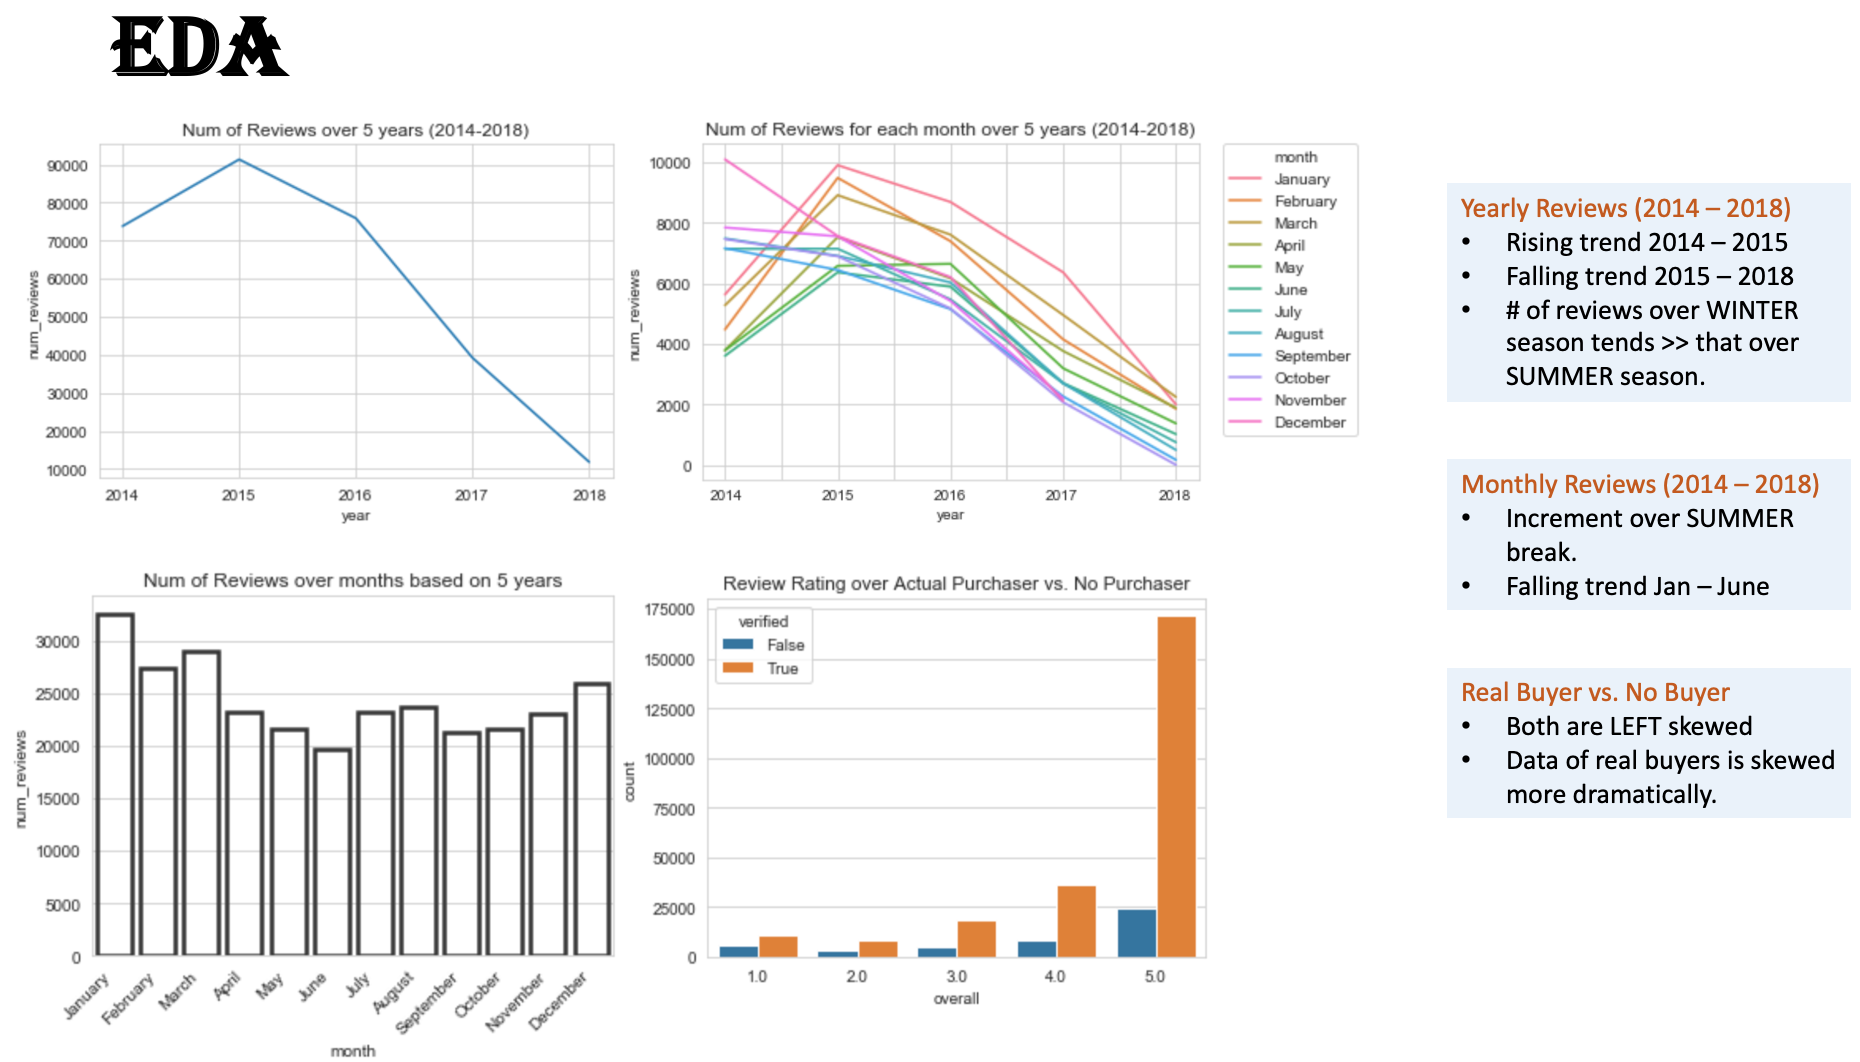 EDA
Num of Reviews over 5 years (2014-2018)
num_reviews
90000
80000
70000
60000
50000
40000
30000
20000
10000
2014 2015 2016 2017 2018
year
Num of Reviews for each month over 5 years (2014-2018)
num_reviews
10000
8000
6000
4000
2000
0
2014 2015 2016 2017 2018
year
month
January
February
March
April
May
June
July
August
September
October
November
December
Num of Reviews over months based on 5 years
num_reviews
30000
25000
20000
15000
10000
5000
0
January February March April May June July August September October November December
month
Review Rating over Actual Purchaser vs. No Purchaser
verified
False
True
count
175000
150000
125000
100000
75000
50000
25000
0
1.0 2.0 3.0 4.0 5.0
overall
Yearly Reviews (2014 – 2018)
• Rising trend 2014 – 2015
• Falling trend 2015 – 2018
• # of reviews over WINTER
season tends >> that over
SUMMER season.
Monthly Reviews (2014 – 2018)
• Increment over SUMMER
break.
• Falling trend Jan – June
Real Buyer vs. No Buyer
• Both are LEFT skewed
• Data of real buyers is skewed
more dramatically.